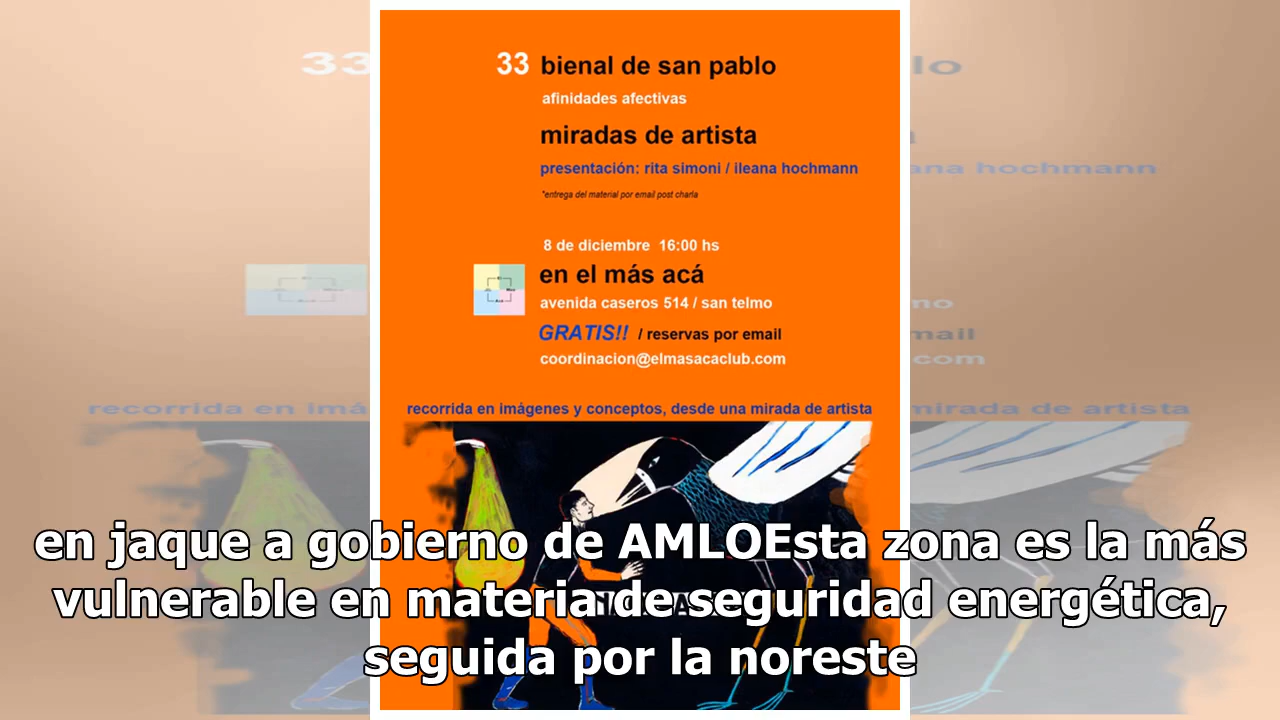 33 bienal de san pablo
afinidades afectivas
miradas de artista
presentación: rita simoni / ileana hochmann
*entrega del material por email post charla
8 de diciembre 16:00 hs
en el más acá
avenida caseros 514 / san telmo
GRATIS!! / reservas por email
coordinacion@elmasacaclub.com
recorrida en imágenes y conceptos, desde una mirada de artista
en jaque a gobierno de AMLOEsta zona es la más
vulnerable en materia de seguridad energética,
seguida por la noreste